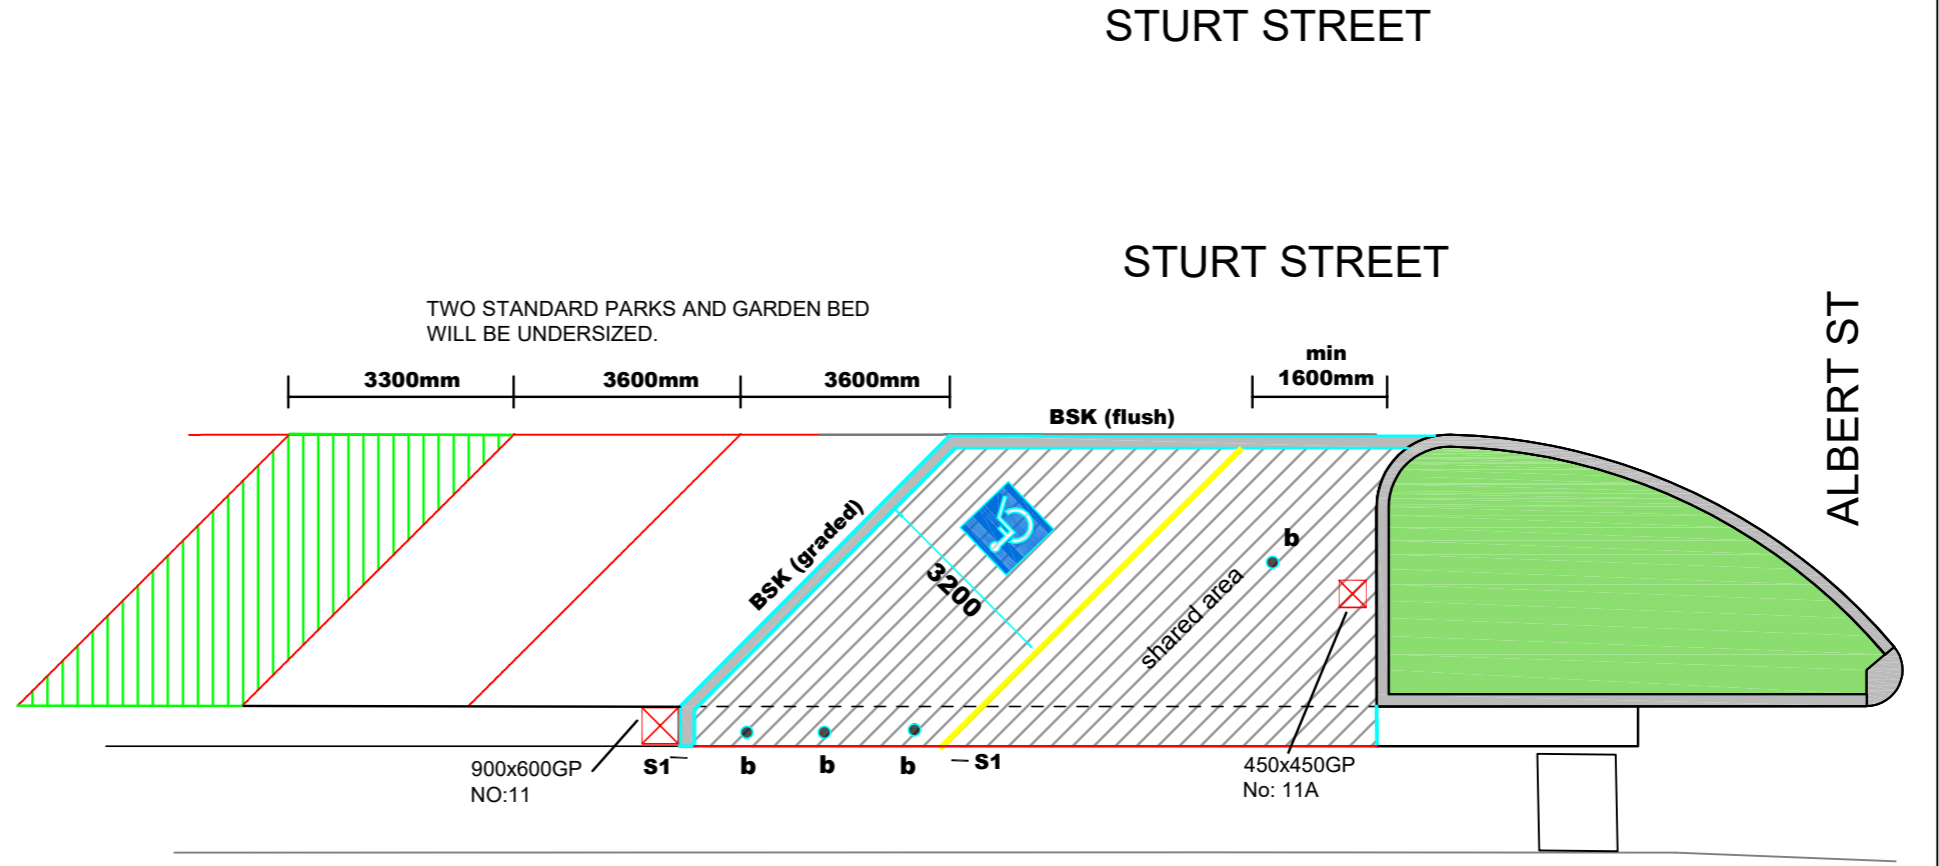 STURT STREET
STURT STREET
ALBERT ST
TWO STANDARD PARKS AND GARDEN BED
WILL BE UNDERSIZED.
3300mm
3600mm
3600mm
min
1600mm
BSK (flush)
BSK (graded)
3200
shared area
b
900x600GP
NO:11
S1
b
b
b
S1
450x450GP
No: 11A